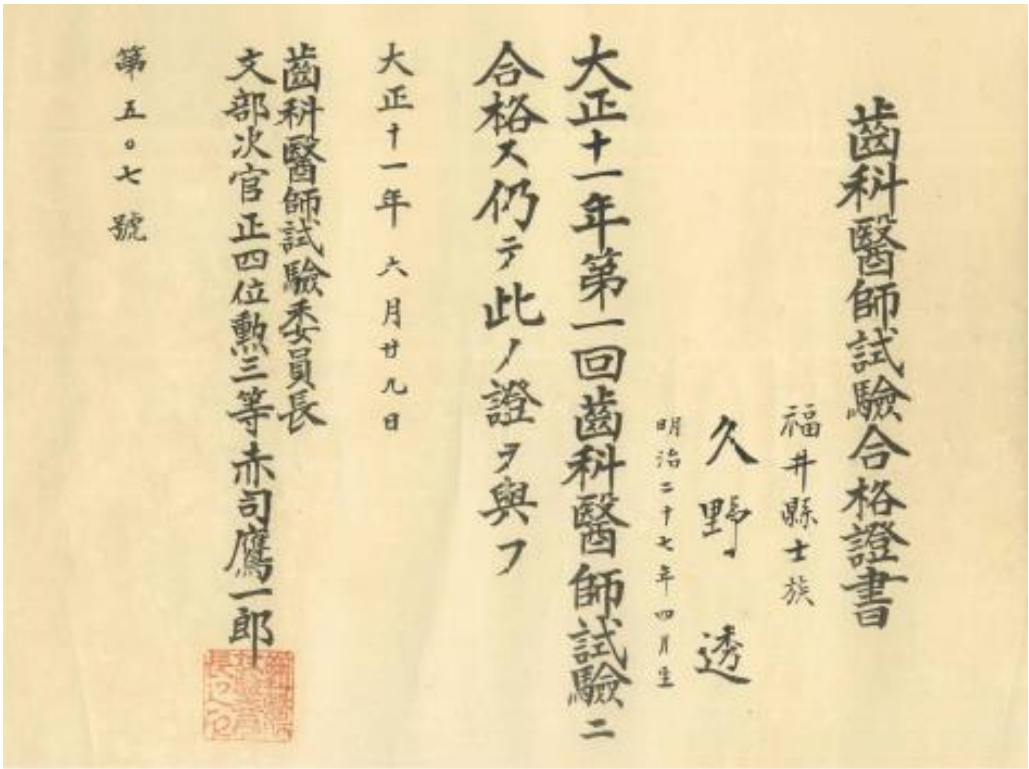 齒科醫師試驗合格證書
福井縣士族
久野 透
明治二十七年四月生
大正十一年第一回齒科醫師試驗ニ
合格ス仍テ此ノ證ヲ與フ
大正十一年六月廿九日
齒科醫師試驗委員長
文部次官正四位勲三等赤司鷹一郎
第五〇七號